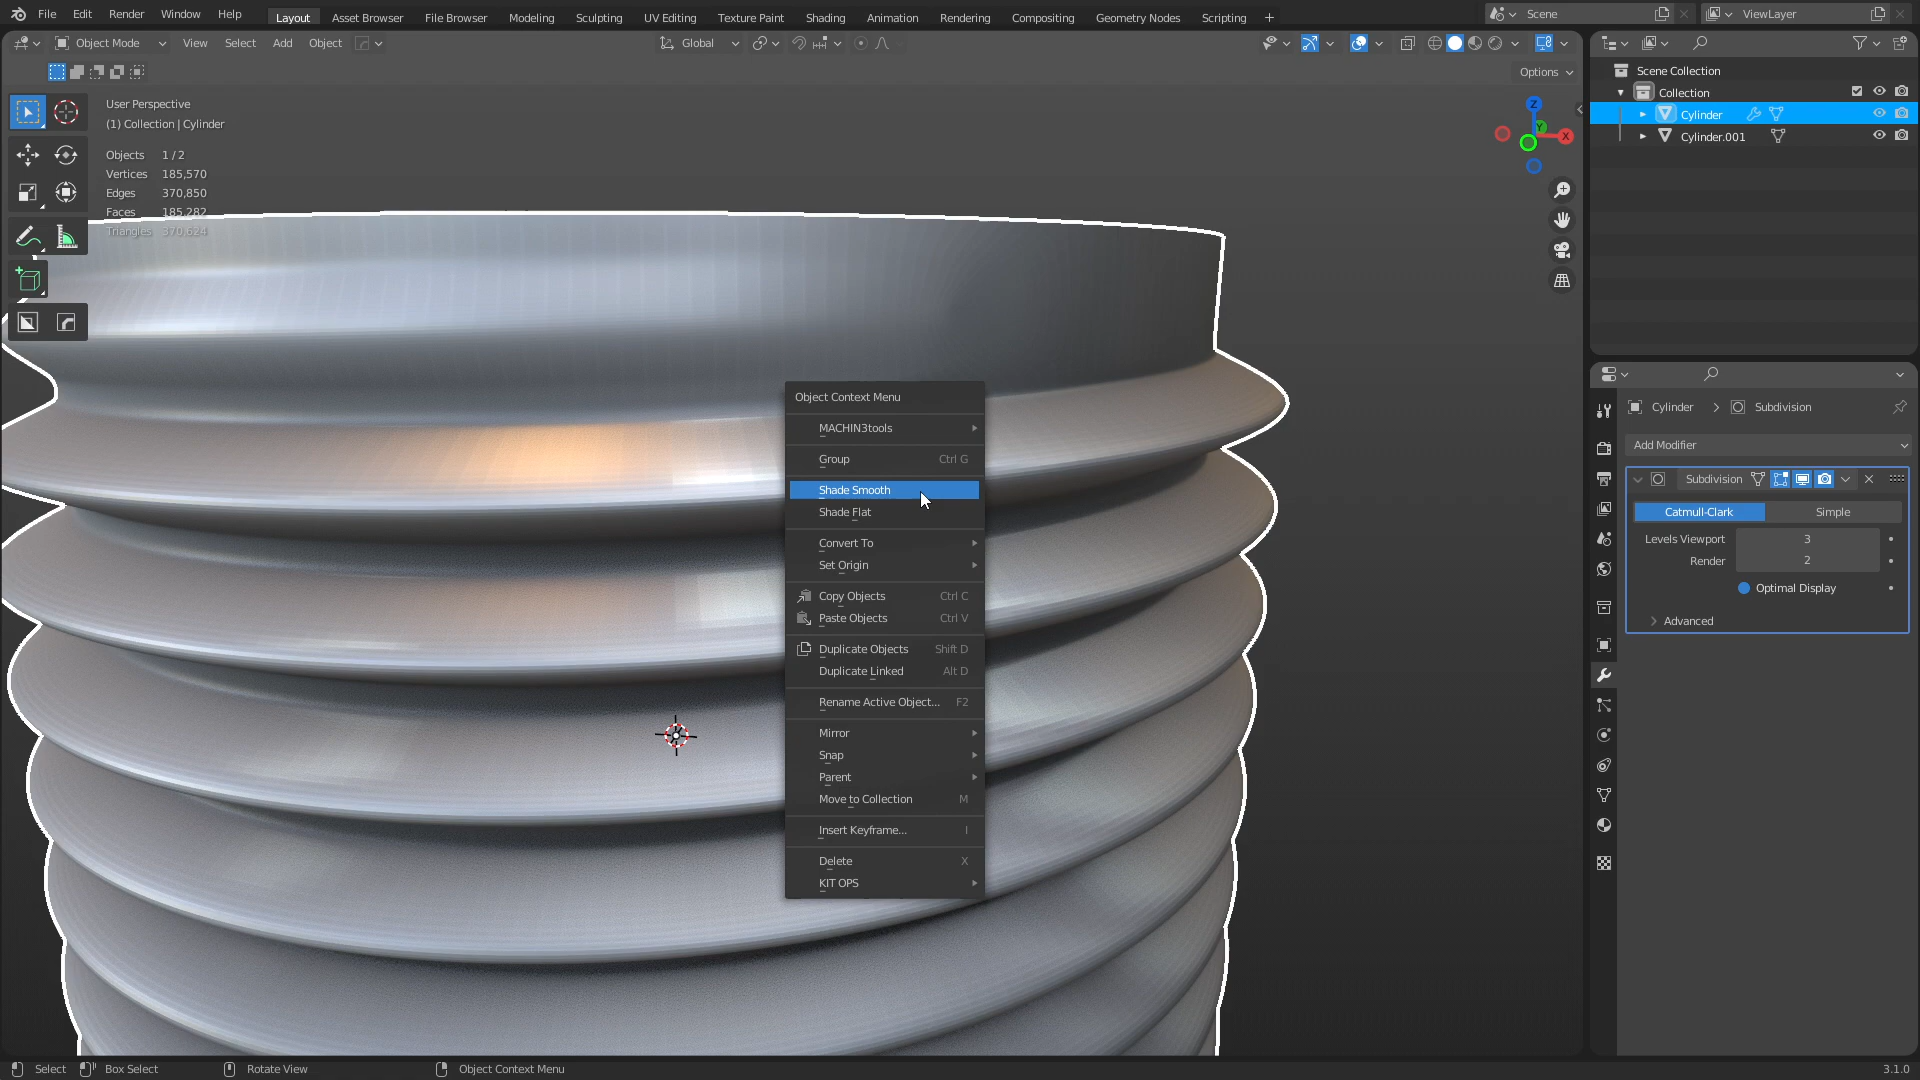 File Edit Render Window Help Layout Asset Browser File Browser Modeling Sculpting UV Editing Texture Paint Shading Animation Rendering Compositing Geometry Nodes Scripting + Scene ViewLayer
Object Mode View Select Add Object Global
Options
User Perspective
(1) Collection | Cylinder
Objects 1 / 2
Vertices 185,570
Edges 370,850
Faces 185,282
Triangles 370,624
Z
Y
X
Object Context Menu
MACHIN3tools
Group Ctrl G
Shade Smooth
Shade Flat
Convert To
Set Origin
Copy Objects Ctrl C
Paste Objects Ctrl V
Duplicate Objects Shift D
Duplicate Linked Alt D
Rename Active Object... F2
Mirror
Snap
Parent
Move to Collection M
Insert Keyframe... I
Delete X
KIT OPS
Scene Collection
Collection
Cylinder
Cylinder.001
Cylinder > Subdivision
Add Modifier
Subdivision
Catmull-Clark Simple
Levels Viewport 3
Render 2
Optimal Display
Advanced
Select Box Select Rotate View Object Context Menu 3.1.0